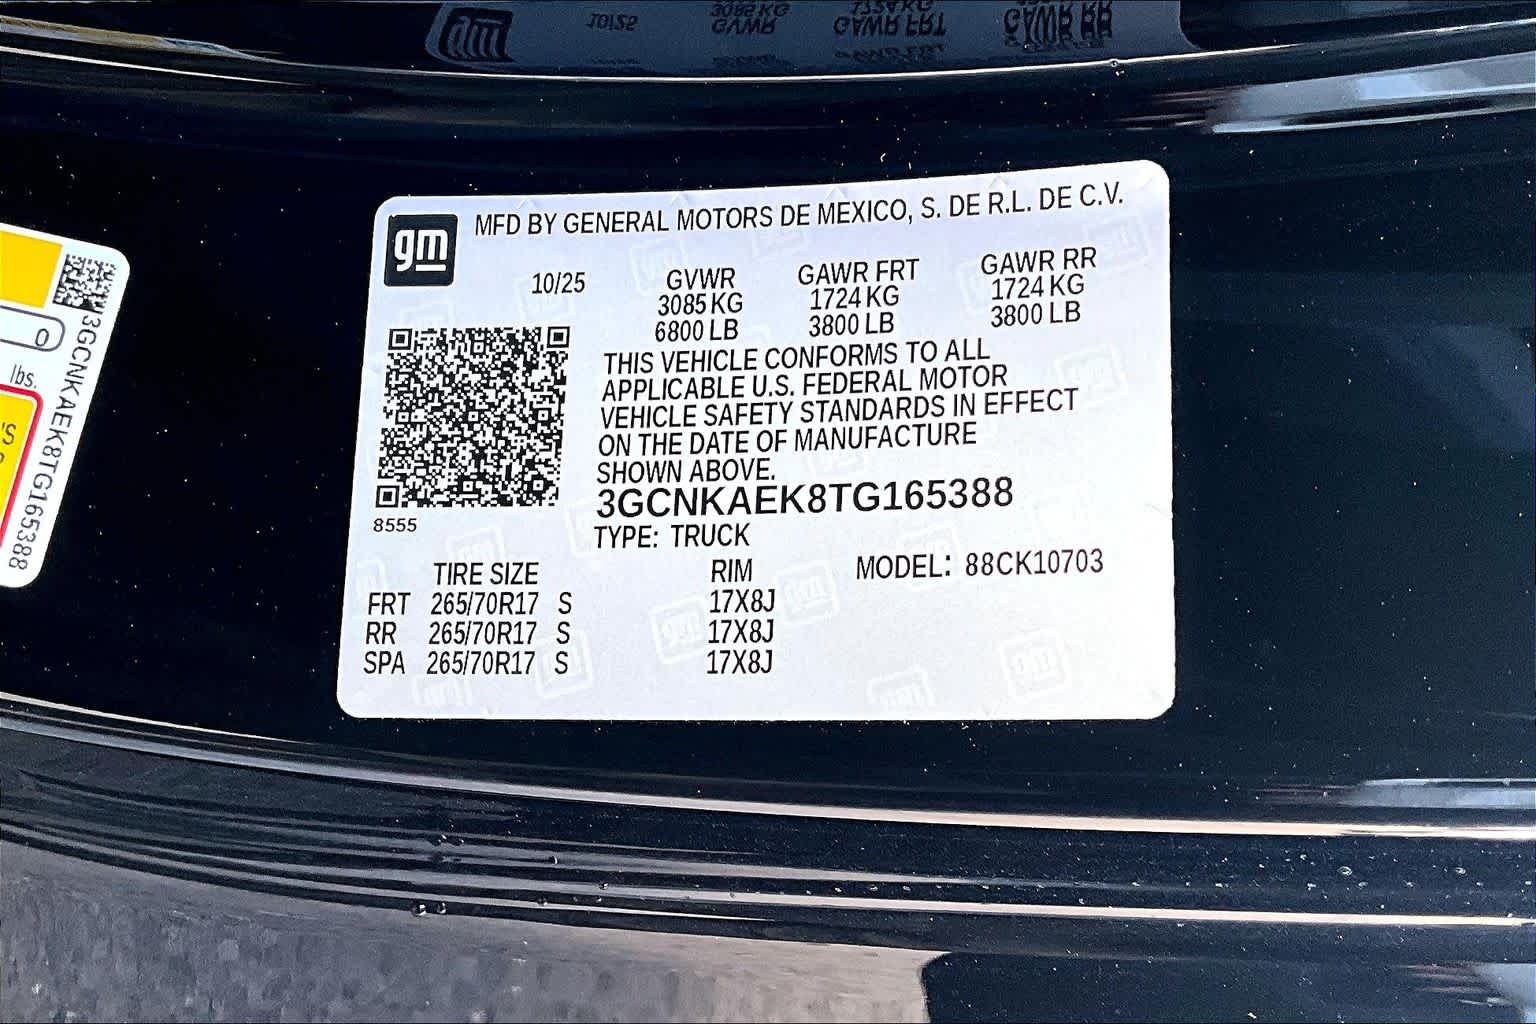 gm
MFD BY GENERAL MOTORS DE MEXICO, S. DE R.L. DE C.V.
10/25 GVWR GAWR FRT GAWR RR
3085 KG 1724 KG 1724 KG
6800 LB 3800 LB 3800 LB
THIS VEHICLE CONFORMS TO ALL
APPLICABLE U.S. FEDERAL MOTOR
VEHICLE SAFETY STANDARDS IN EFFECT
ON THE DATE OF MANUFACTURE
SHOWN ABOVE.
3GCNKAEK8TG165388
8555
TYPE: TRUCK
MODEL: 88CK10703
TIRE SIZE RIM
FRT 265/70R17 S 17X8J
RR 265/70R17 S 17X8J
SPA 265/70R17 S 17X8J
0
lbs.
'S
3GCNKAEK8TG165388